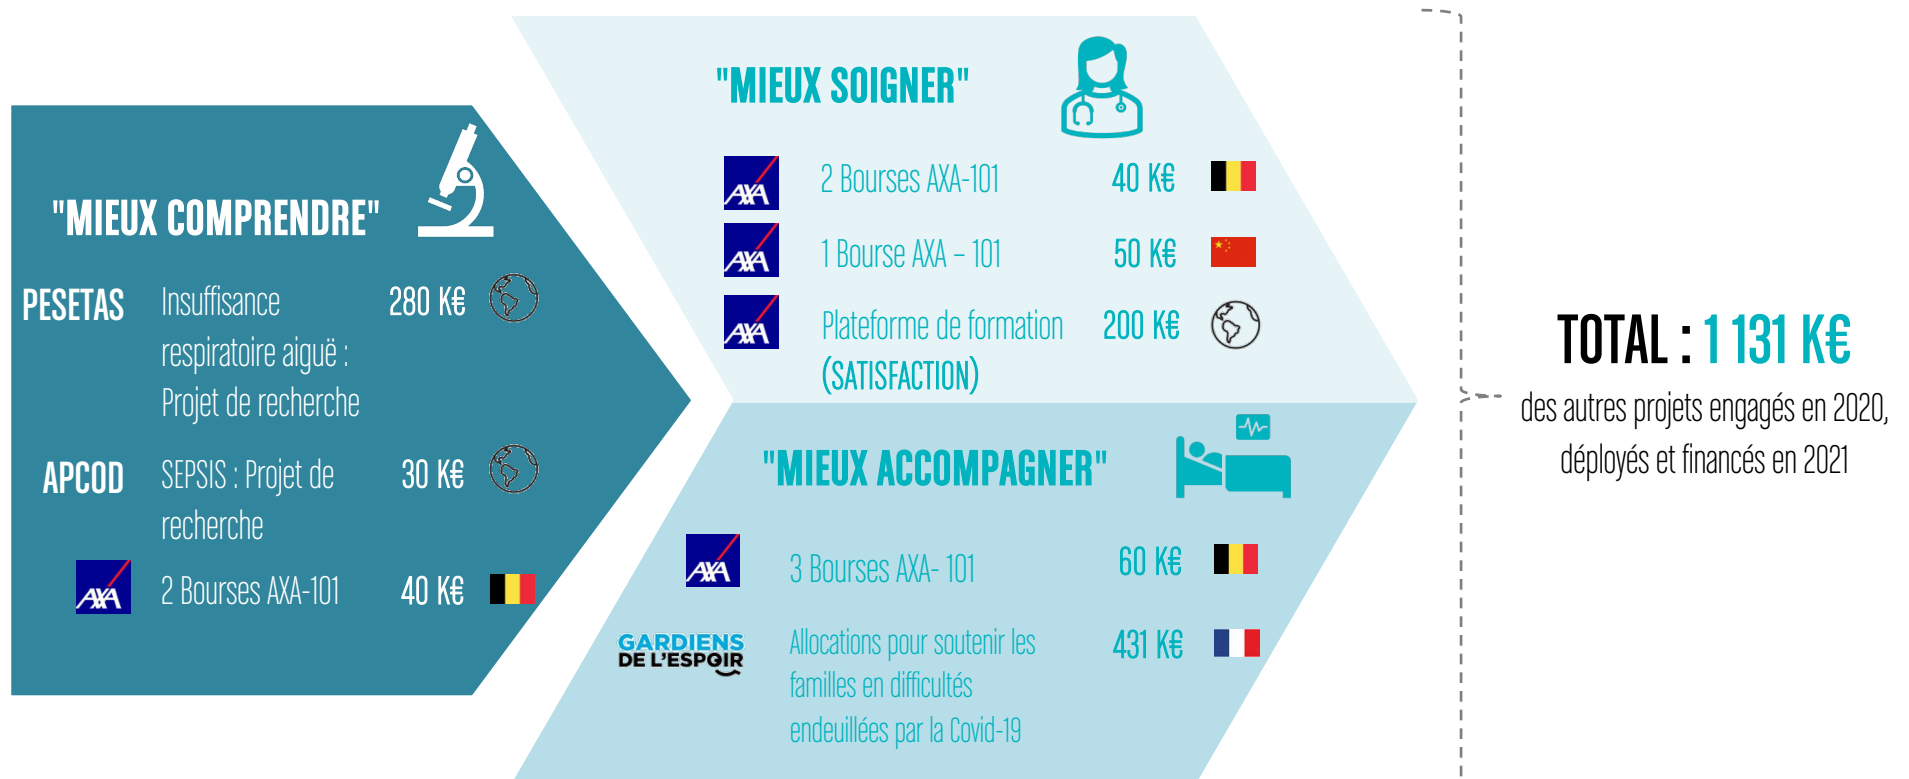 "MIEUX COMPRENDRE"
PESETAS Insuffisance 280 K€
respiratoire aiguë :
Projet de recherche
APCOD SEPSIS : Projet de 30 K€
recherche
AXA 2 Bourses AXA-101 40 K€
"MIEUX SOIGNER"
AXA 2 Bourses AXA-101 40 K€
AXA 1 Bourse AXA – 101 50 K€
AXA Plateforme de formation 200 K€
(SATISFACTION)
"MIEUX ACCOMPAGNER"
AXA 3 Bourses AXA- 101 60 K€
GARDIENS
DE L'ESPOIR
Allocations pour soutenir les 431 K€
familles en difficultés
endeuillées par la Covid-19
TOTAL : 1 131 K€
des autres projets engagés en 2020,
déployés et financés en 2021